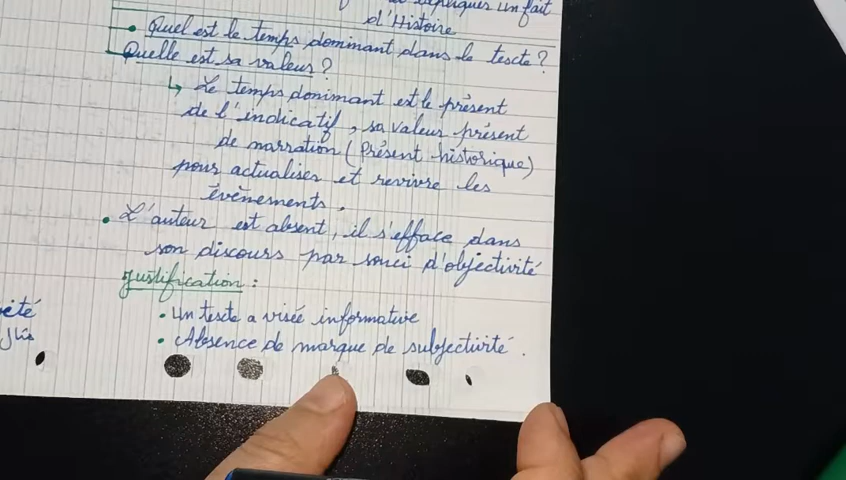 expliquer un fait
d'Histoire
• Quel est le temps dominant dans le texte ?
Quelle est sa valeur ?
↳ Le temps dominant est le présent
de l'indicatif, sa valeur présent
de narration (Présent historique)
pour actualiser et revivre les
évènements.
• L'auteur est absent, il s'efface dans
son discours par souci d'objectivité
Justification :
• Un texte a visée informative
• Absence de marque de subjectivité.